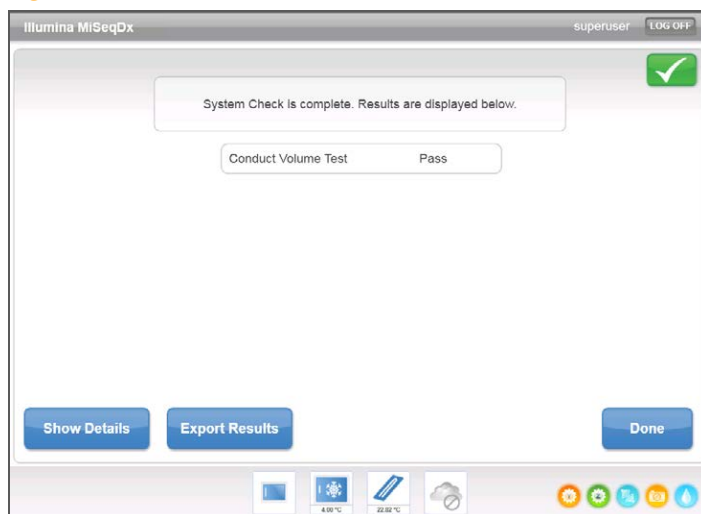 Illumina MiSeqDx
superuser LOG OFF
System Check is complete. Results are displayed below.
Conduct Volume Test Pass
Show Details Export Results Done
4.00 °C 22.82 °C